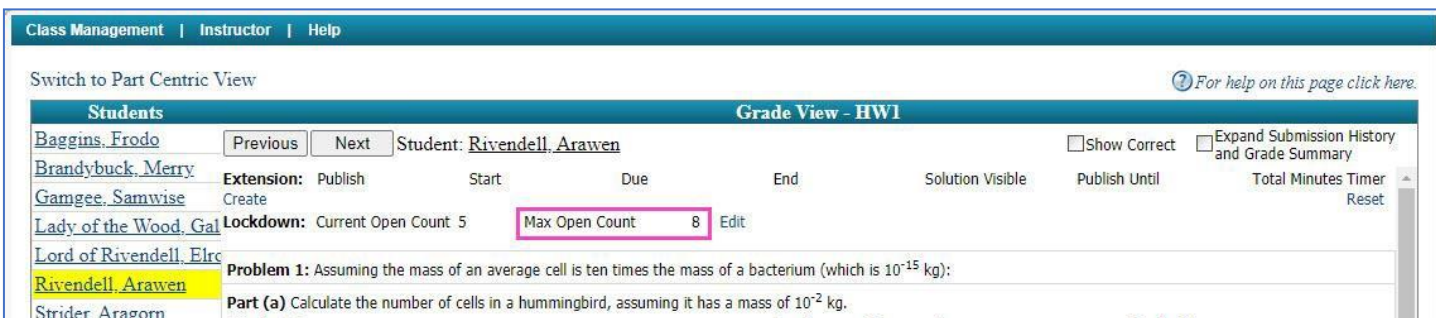 Class Management | Instructor | Help
Switch to Part Centric View
? For help on this page click here.
Students
Grade View - HW1
Baggins, Frodo
Brandybuck, Merry
Gamgee, Samwise
Lady of the Wood, Gal
Lord of Rivendell, Elro
Rivendell, Arawen
Strider, Aragorn
Previous Next Student: Rivendell, Arawen
Show Correct
Expand Submission History
and Grade Summary
Extension: Publish Start Due End Solution Visible Publish Until Total Minutes Timer
Create Reset
Lockdown: Current Open Count 5 Max Open Count 8 Edit
Problem 1: Assuming the mass of an average cell is ten times the mass of a bacterium (which is 10⁻¹⁵ kg):
Part (a) Calculate the number of cells in a hummingbird, assuming it has a mass of 10⁻² kg.